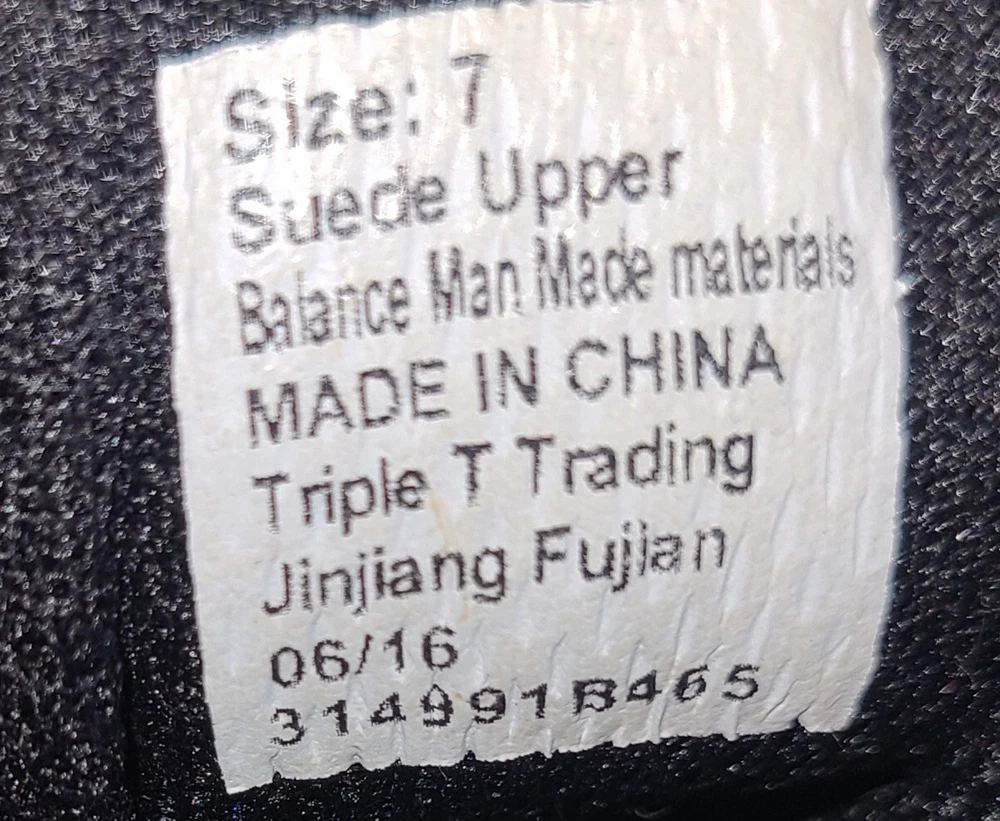 Size: 7
Suede Upper
Balance Man Made materials
MADE IN CHINA
Triple T Trading
Jinjiang Fujian
06/16
314991B465